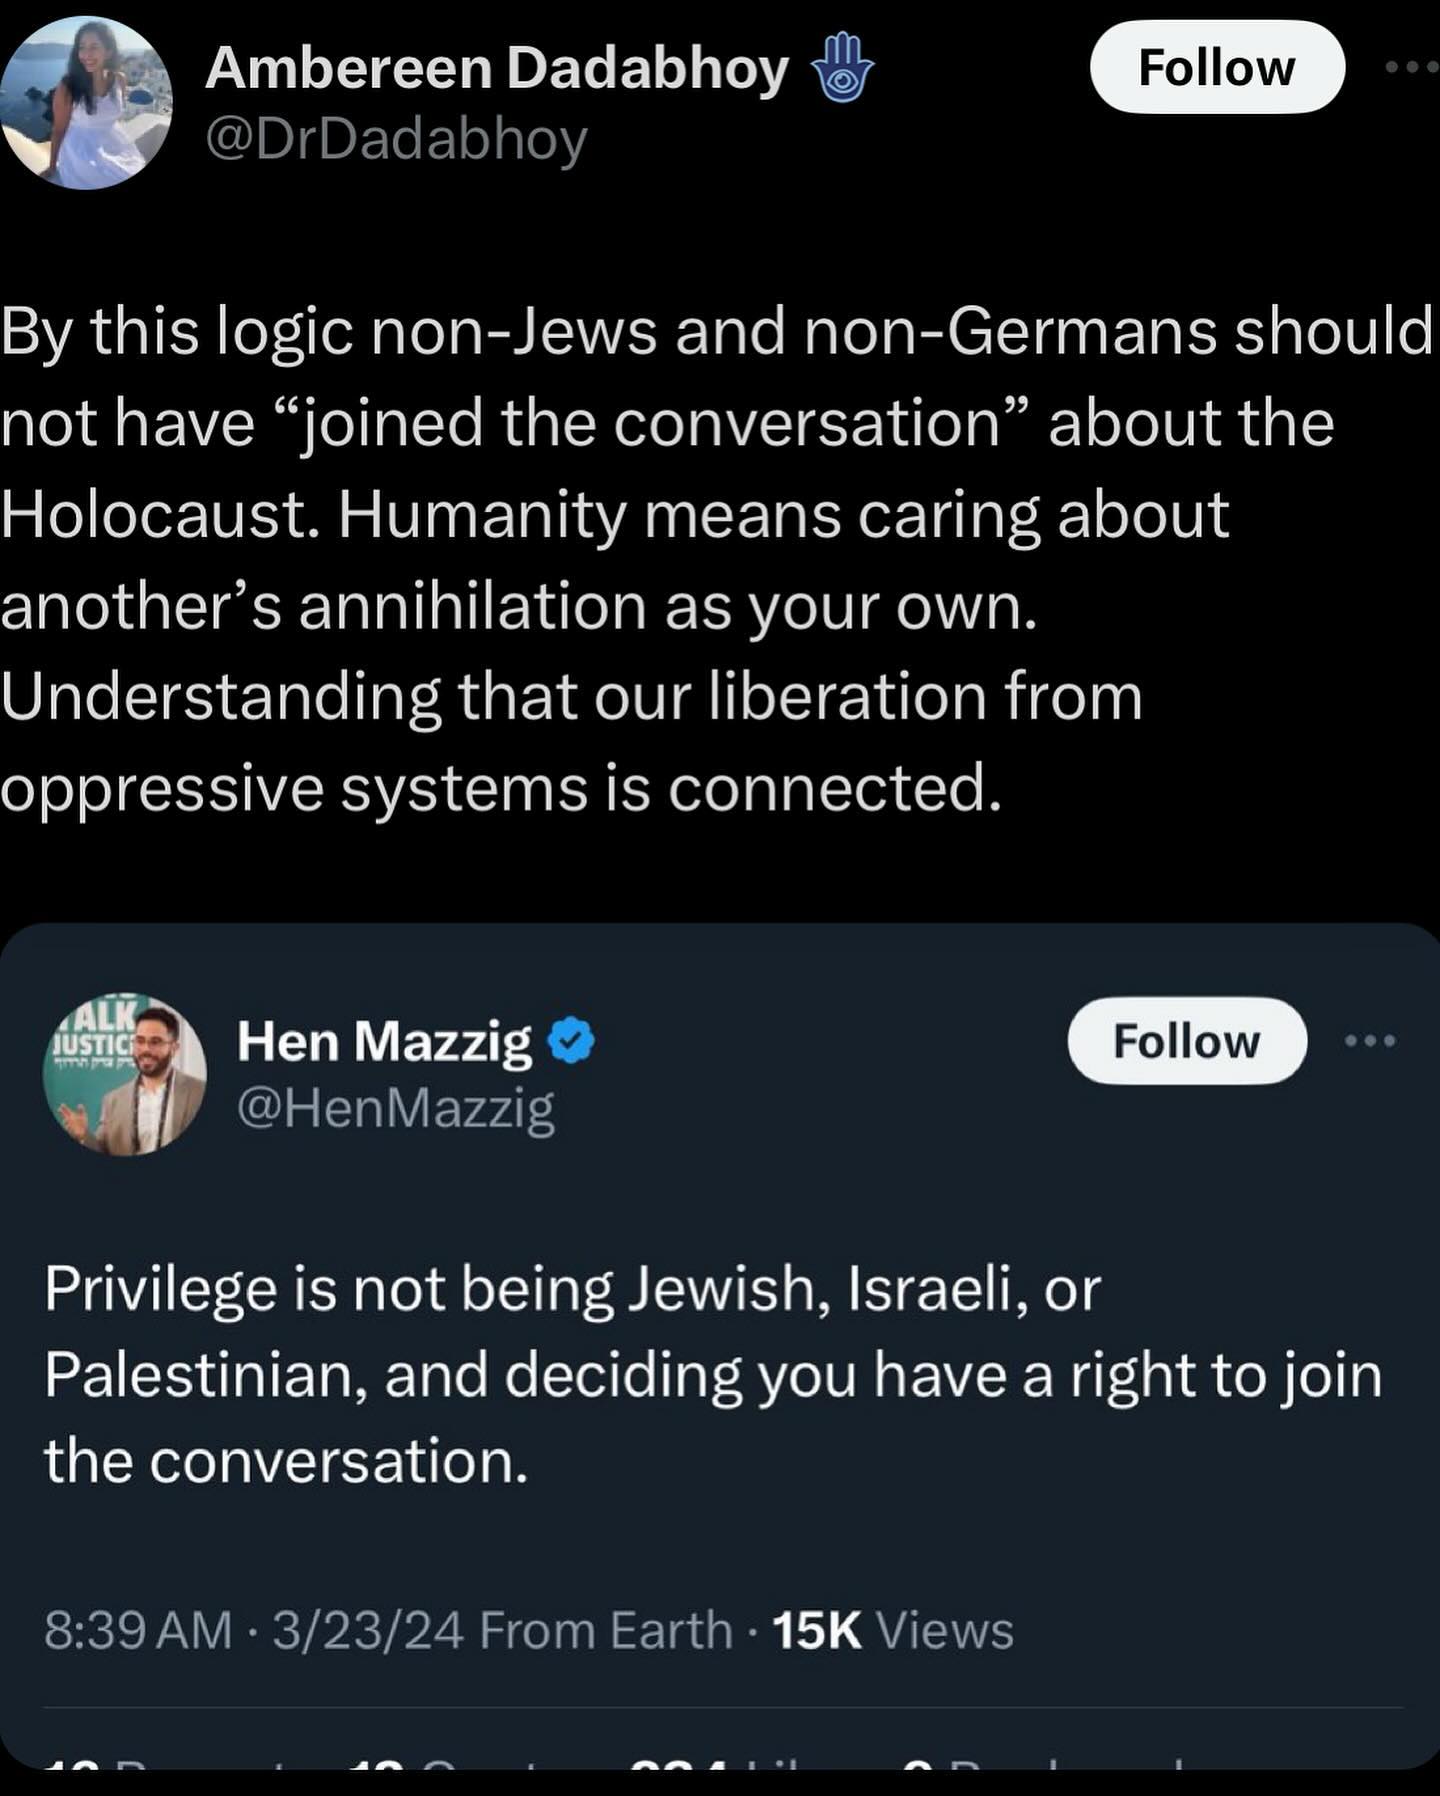 Ambereen Dadabhoy
Follow
@DrDadabhoy
By this logic non-Jews and non-Germans should
not have “joined the conversation” about the
Holocaust. Humanity means caring about
another’s annihilation as your own.
Understanding that our liberation from
oppressive systems is connected.
TALK
JUSTICE
Hen Mazzig
Follow
@HenMazzig
Privilege is not being Jewish, Israeli, or
Palestinian, and deciding you have a right to join
the conversation.
8:39 AM · 3/23/24 From Earth · 15K Views